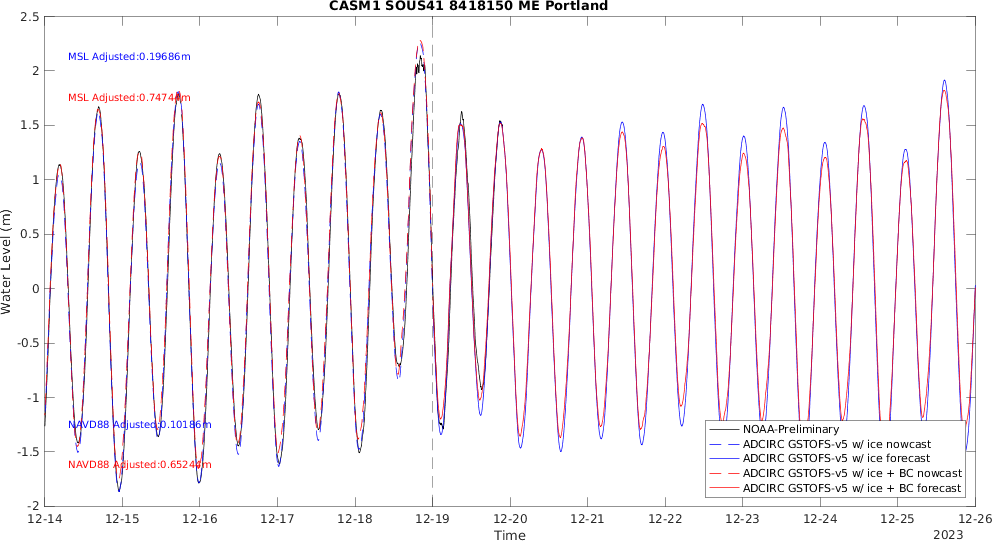 CASM1 SOUS41 8418150 ME Portland
2.5
2
1.5
1
0.5
0
-0.5
-1
-1.5
-2
Water Level (m)
MSL Adjusted:0.19686m
MSL Adjusted:0.74744m
NAVD88 Adjusted:0.10186m
NAVD88 Adjusted:0.65244m
NOAA-Preliminary
ADCIRC GSTOFS-v5 w/ ice nowcast
ADCIRC GSTOFS-v5 w/ ice forecast
ADCIRC GSTOFS-v5 w/ ice + BC nowcast
ADCIRC GSTOFS-v5 w/ ice + BC forecast
12-14 12-15 12-16 12-17 12-18 12-19 12-20 12-21 12-22 12-23 12-24 12-25 12-26
Time
2023